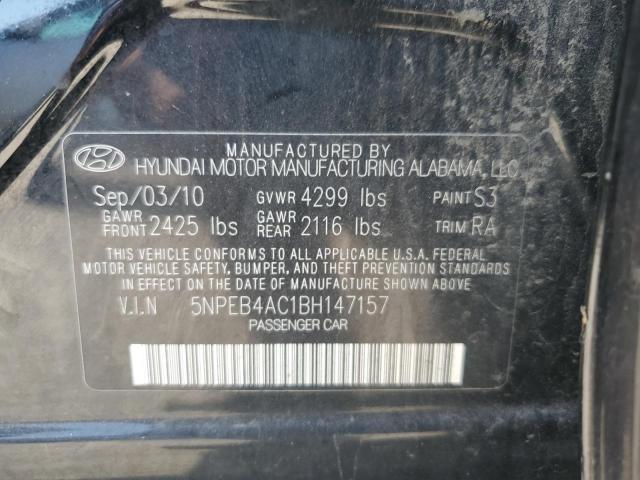 MANUFACTURED BY
HYUNDAI MOTOR MANUFACTURING ALABAMA, LLC
Sep/03/10 GVWR 4299 lbs PAINT S3
GAWR FRONT 2425 lbs GAWR REAR 2116 lbs TRIM RA
THIS VEHICLE CONFORMS TO ALL APPLICABLE U.S.A. FEDERAL
MOTOR VEHICLE SAFETY, BUMPER, AND THEFT PREVENTION STANDARDS
IN EFFECT ON THE DATE OF MANUFACTURE SHOWN ABOVE.
V.I.N 5NPEB4AC1BH147157
PASSENGER CAR